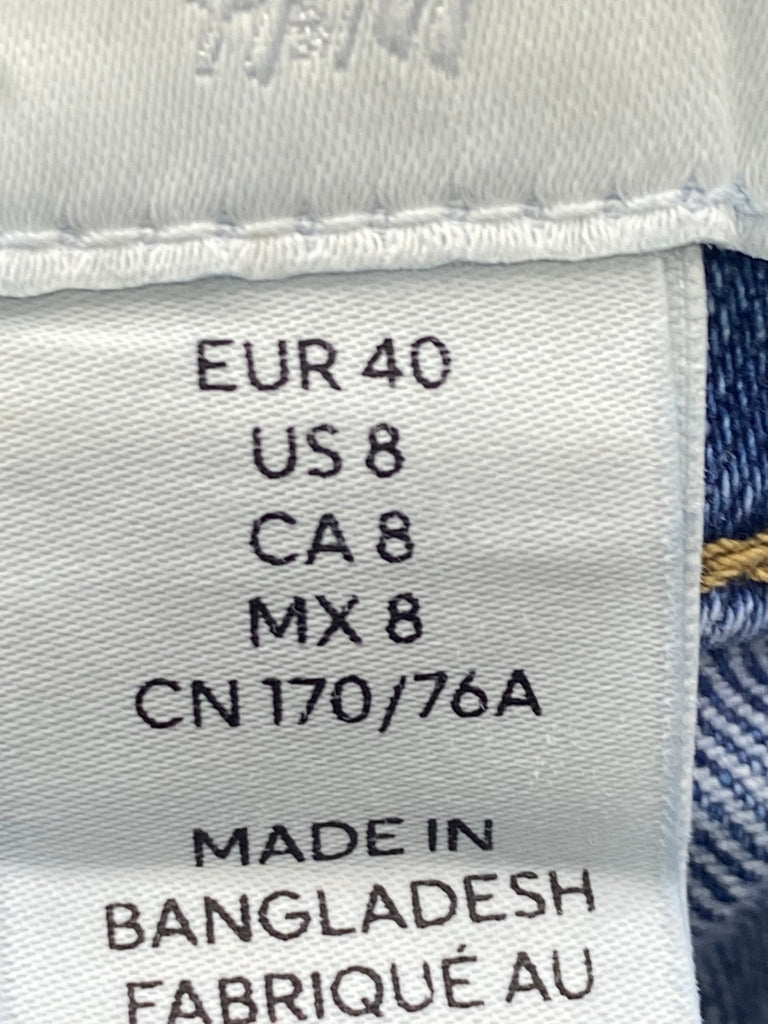 EUR 40
US 8
CA 8
MX 8
CN 170/76A
MADE IN
BANGLADESH
FABRIQUÉ AU